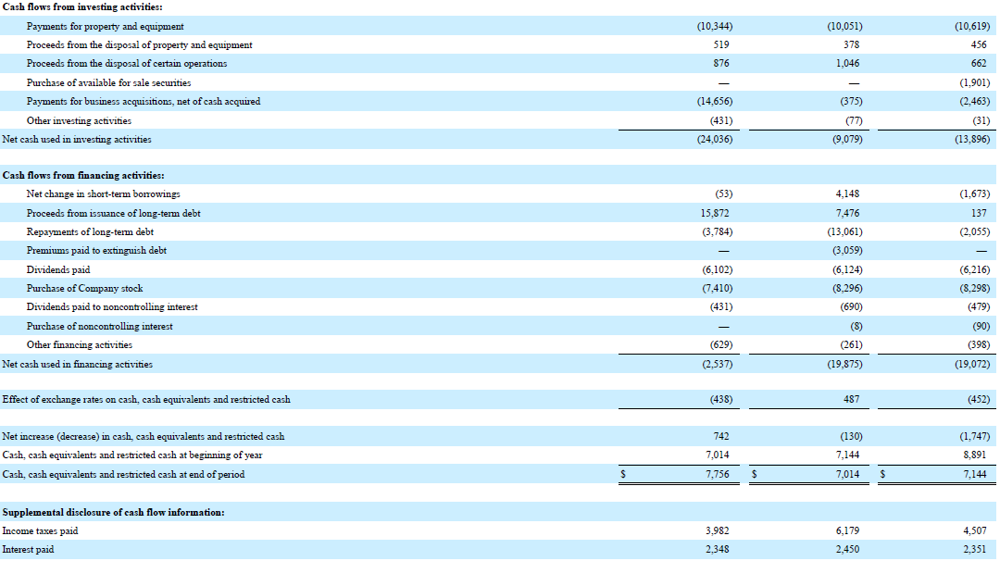 Cash flows from investing activities:
Payments for property and equipment (10,344) (10,051) (10,619)
Proceeds from the disposal of property and equipment 519 378 456
Proceeds from the disposal of certain operations 876 1,046 662
Purchase of available for sale securities — — (1,901)
Payments for business acquisitions, net of cash acquired (14,656) (375) (2,463)
Other investing activities (431) (77) (31)
Net cash used in investing activities (24,036) (9,079) (13,896)
Cash flows from financing activities:
Net change in short-term borrowings (53) 4,148 (1,673)
Proceeds from issuance of long-term debt 15,872 7,476 137
Repayments of long-term debt (3,784) (13,061) (2,055)
Premiums paid to extinguish debt — (3,059) —
Dividends paid (6,102) (6,124) (6,216)
Purchase of Company stock (7,410) (8,296) (8,298)
Dividends paid to noncontrolling interest (431) (690) (479)
Purchase of noncontrolling interest — (8) (90)
Other financing activities (629) (261) (398)
Net cash used in financing activities (2,537) (19,875) (19,072)
Effect of exchange rates on cash, cash equivalents and restricted cash (438) 487 (452)
Net increase (decrease) in cash, cash equivalents and restricted cash 742 (130) (1,747)
Cash, cash equivalents and restricted cash at beginning of year 7,014 7,144 8,891
Cash, cash equivalents and restricted cash at end of period $ 7,756 $ 7,014 $ 7,144
Supplemental disclosure of cash flow information:
Income taxes paid 3,982 6,179 4,507
Interest paid 2,348 2,450 2,351